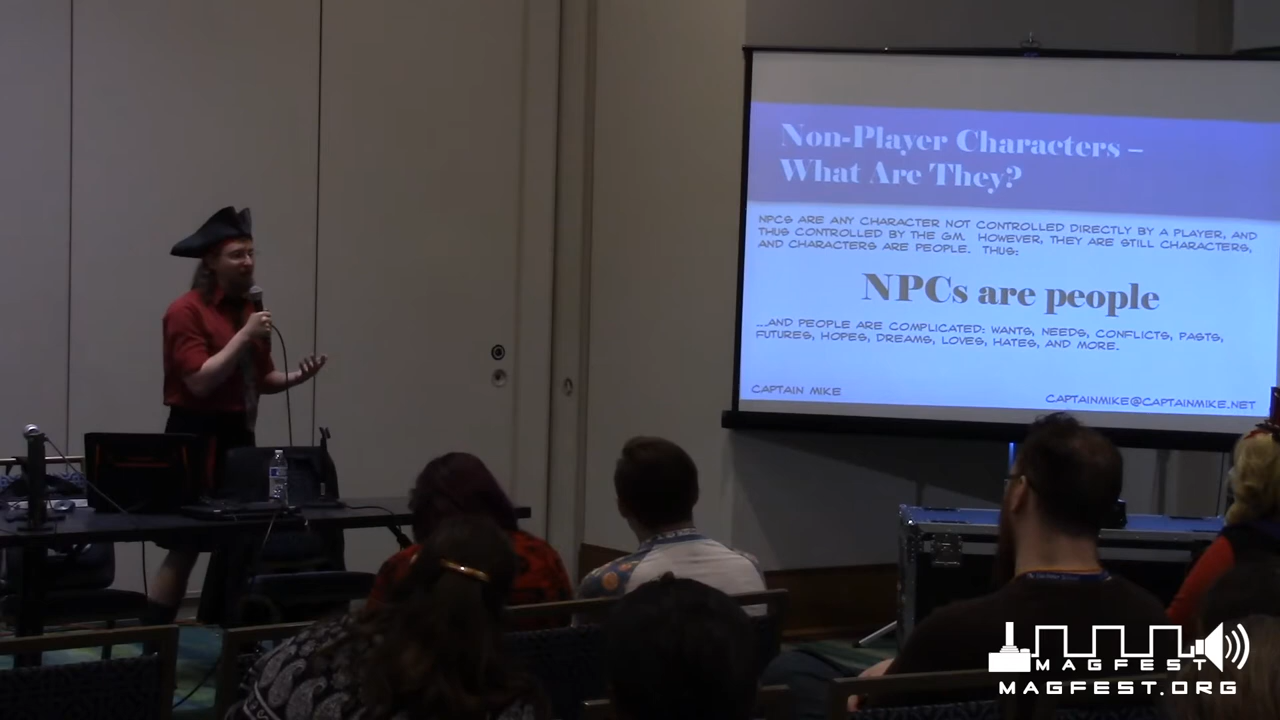 Non-Player Characters –
What Are They?
NPCS ARE ANY CHARACTER NOT CONTROLLED DIRECTLY BY A PLAYER, AND
THUS CONTROLLED BY THE GM. HOWEVER, THEY ARE STILL CHARACTERS,
AND CHARACTERS ARE PEOPLE. THUS:
NPCs are people
...AND PEOPLE ARE COMPLICATED: WANTS, NEEDS, CONFLICTS, PASTS,
FUTURES, HOPES, DREAMS, LOVES, HATES, AND MORE.
CAPTAIN MIKE
CAPTAINMIKE@CAPTAINMIKE.NET
MAGFEST
MAGFEST.ORG